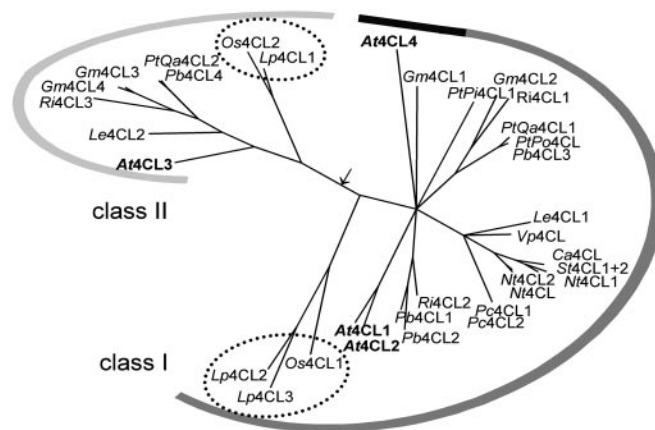 Os4CL2
Lp4CL1
PtQa4CL2
Pb4CL4
Gm4CL3
Gm4CL4
Ri4CL3
Le4CL2
At4CL3
class II
At4CL4
Gm4CL1
PtPi4CL1
Gm4CL2
Ri4CL1
PtQa4CL1
PtPo4CL
Pb4CL3
Le4CL1
Vp4CL
Ca4CL
St4CL1+2
Nt4CL1
Nt4CL2
Nt4CL
Pc4CL1
Pc4CL2
Ri4CL2
Pb4CL1
Pb4CL2
At4CL1
At4CL2
class I
Os4CL1
Lp4CL2
Lp4CL3